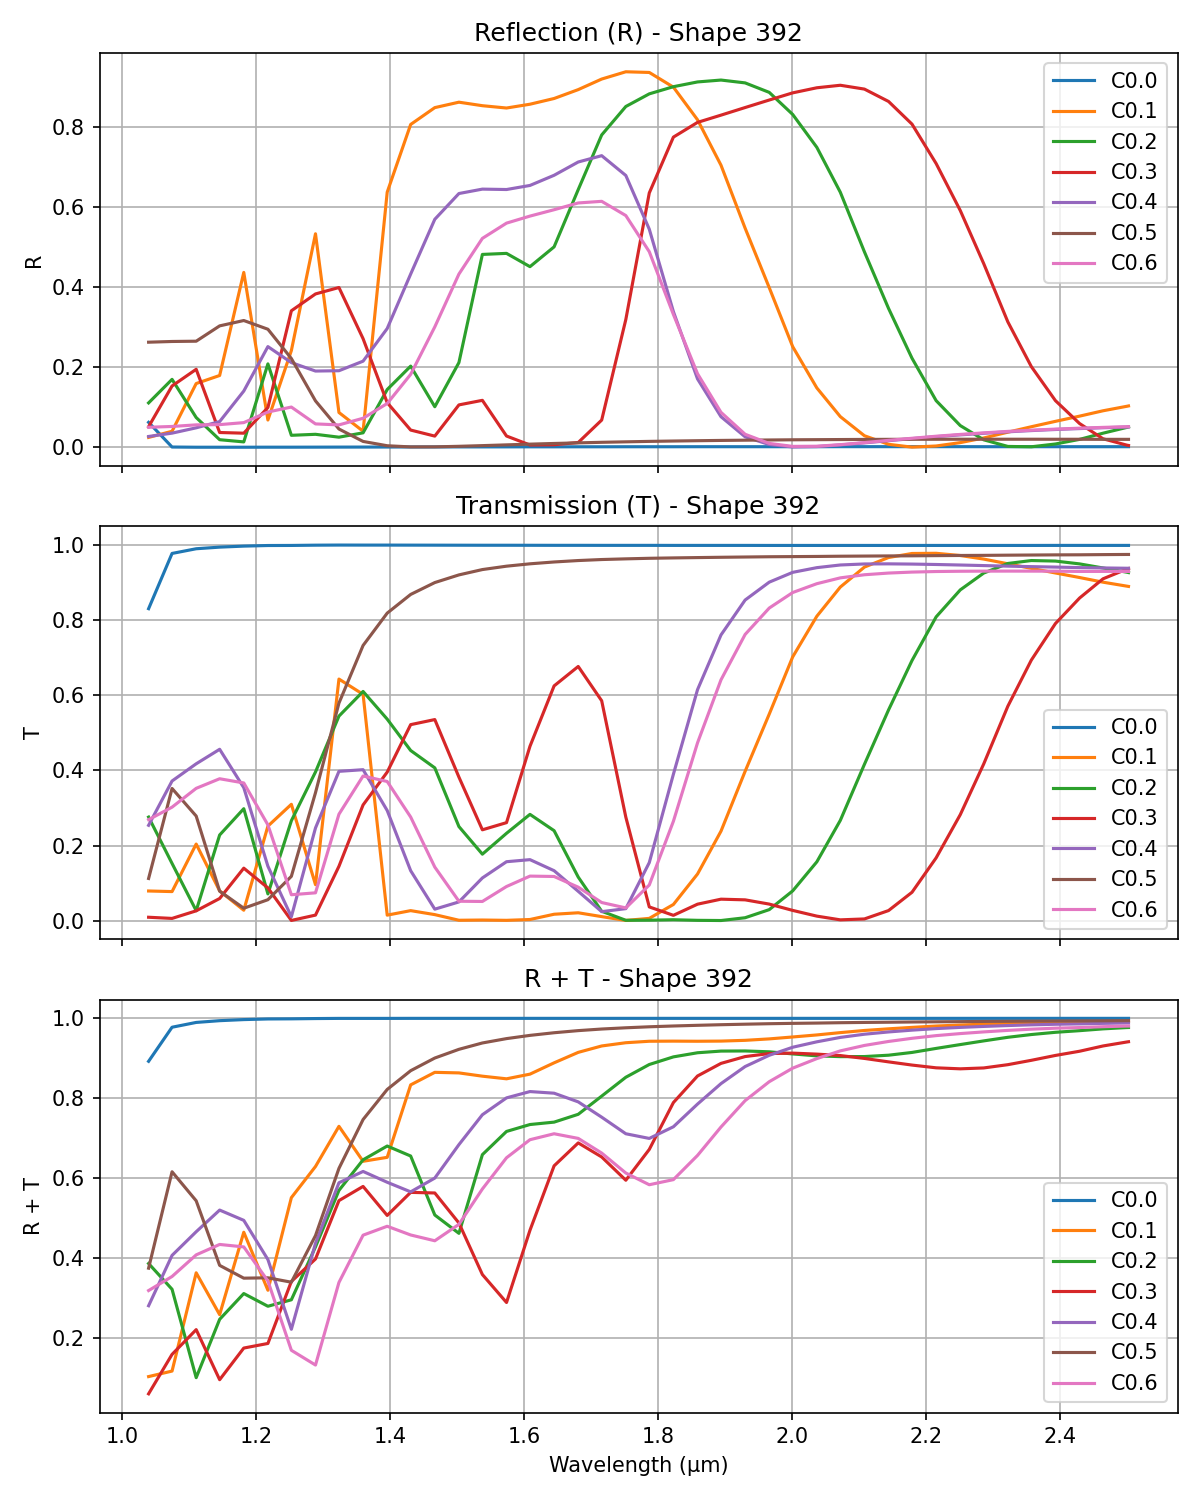 Reflection (R) - Shape 392
R
0.0
0.2
0.4
0.6
0.8
C0.0
C0.1
C0.2
C0.3
C0.4
C0.5
C0.6
Transmission (T) - Shape 392
T
0.0
0.2
0.4
0.6
0.8
1.0
C0.0
C0.1
C0.2
C0.3
C0.4
C0.5
C0.6
R + T - Shape 392
R + T
0.2
0.4
0.6
0.8
1.0
C0.0
C0.1
C0.2
C0.3
C0.4
C0.5
C0.6
1.0 1.2 1.4 1.6 1.8 2.0 2.2 2.4
Wavelength (μm)